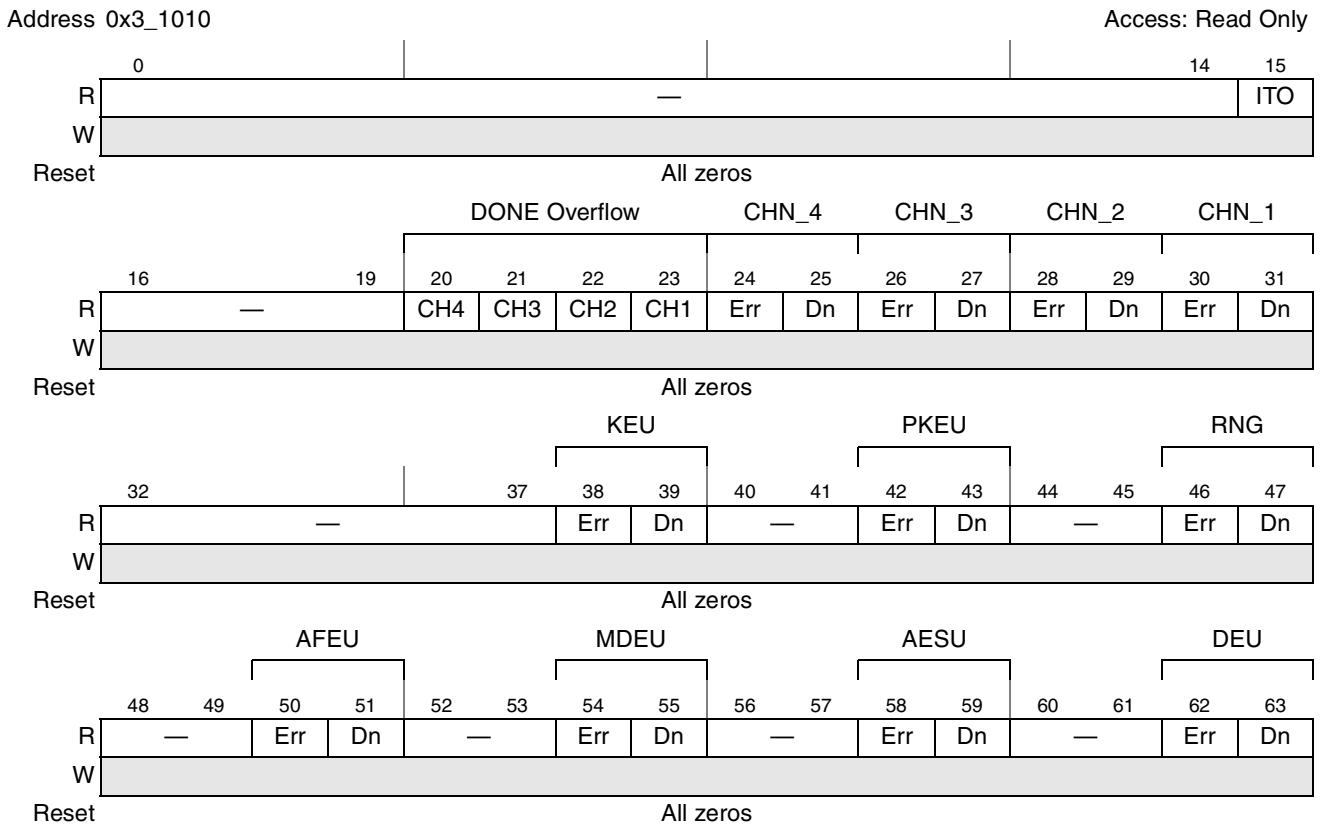 Address 0x3_1010 Access: Read Only
0 14 15
R — ITO
W
Reset All zeros
DONE Overflow CHN_4 CHN_3 CHN_2 CHN_1
16 19 20 21 22 23 24 25 26 27 28 29 30 31
R — CH4 CH3 CH2 CH1 Err Dn Err Dn Err Dn Err Dn
W
Reset All zeros
KEU PKEU RNG
32 37 38 39 40 41 42 43 44 45 46 47
R — Err Dn — Err Dn — Err Dn
W
Reset All zeros
AFEU MDEU AESU DEU
48 49 50 51 52 53 54 55 56 57 58 59 60 61 62 63
R — Err Dn — Err Dn — Err Dn — Err Dn
W
Reset All zeros